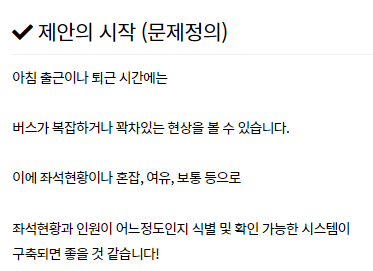 ✔ 제안의 시작 (문제정의)
아침 출근이나 퇴근 시간에는
버스가 복잡하거나 꽉차있는 현상을 볼 수 있습니다.
이에 좌석현황이나 혼잡, 여유, 보통 등으로
좌석현황과 인원이 어느정도인지 식별 및 확인 가능한 시스템이
구축되면 좋을 것 같습니다!